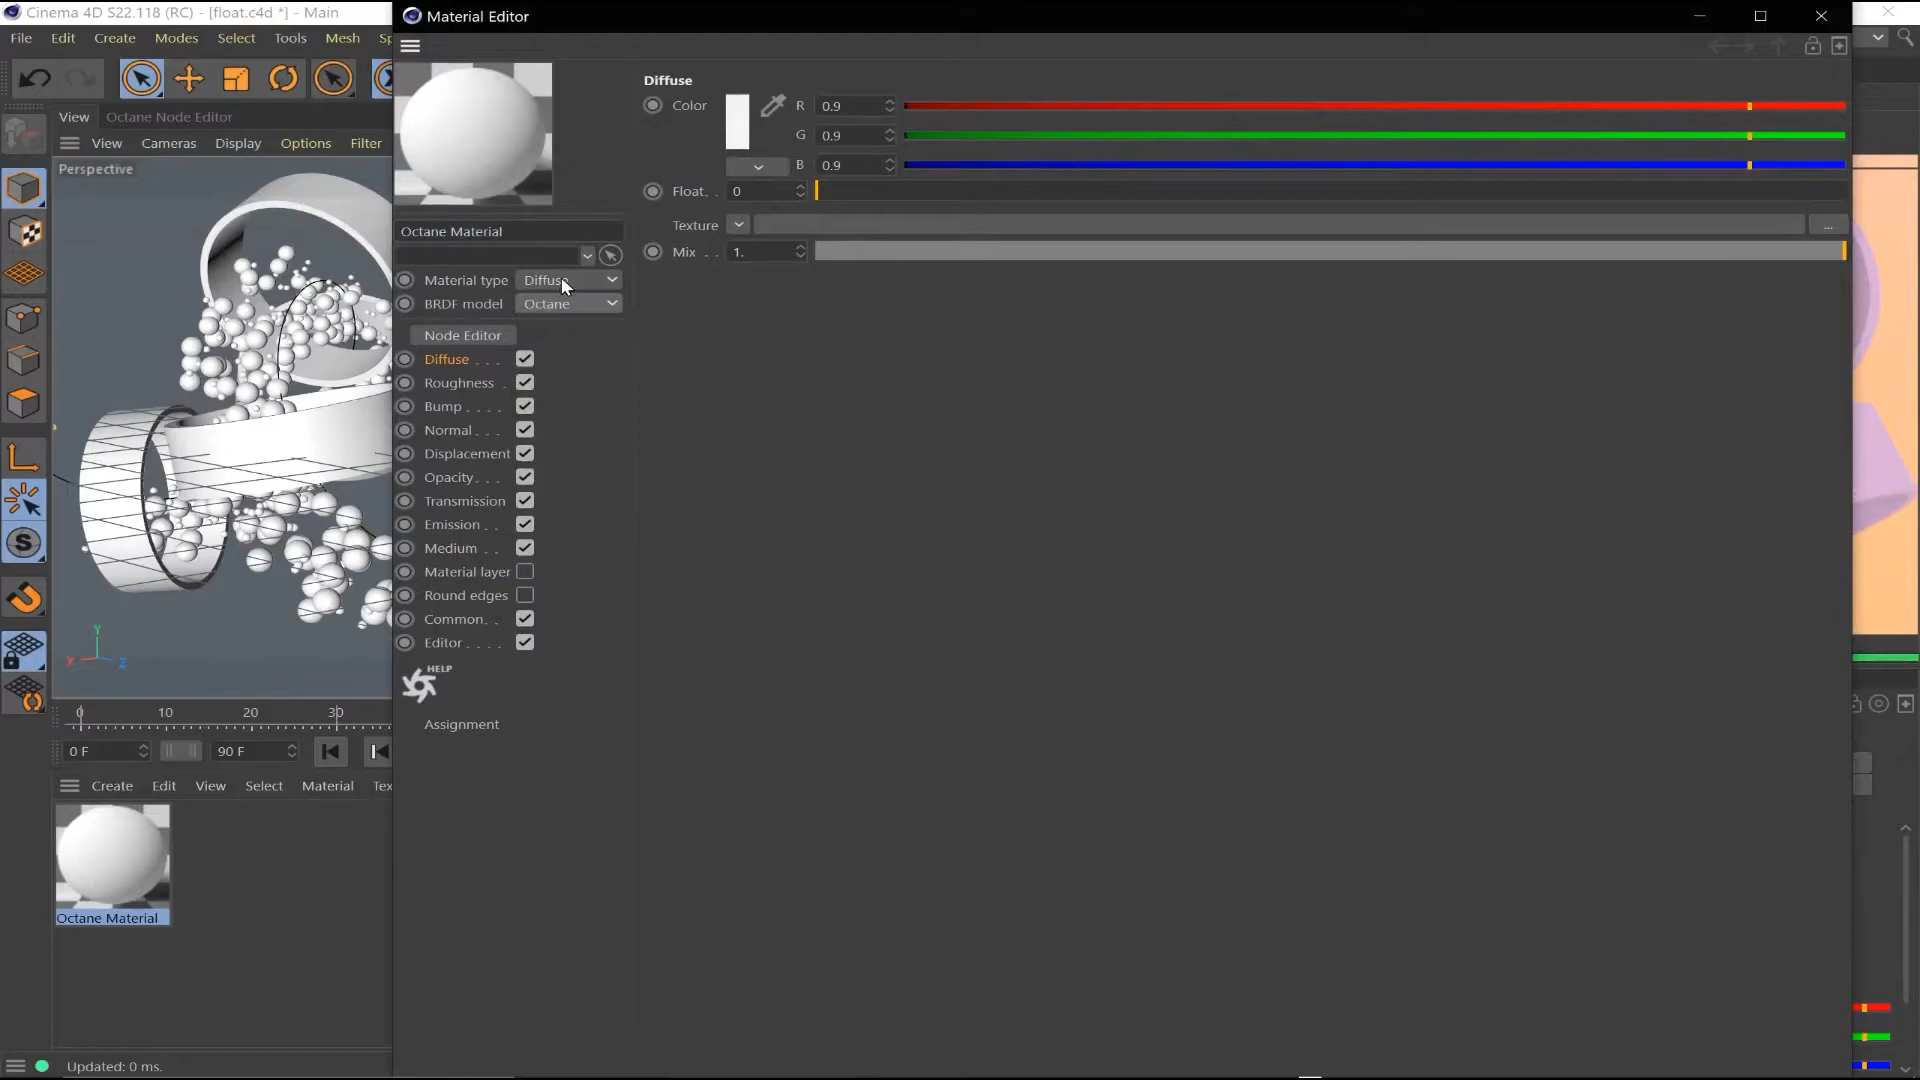 Cinema 4D S22.118 (RC) - [float.c4d *] - Main
Material Editor
File Edit Create Modes Select Tools Mesh
View Octane Node Editor
View Cameras Display Options Filter
Perspective
Diffuse
Color R 0.9
G 0.9
B 0.9
Float. . 0
Texture ...
Mix . . 1.
Octane Material
Material type Diffuse
BRDF model Octane
Node Editor
Diffuse . . .
Roughness .
Bump . . . .
Normal . . .
Displacement
Opacity. . .
Transmission
Emission . .
Medium . .
Material layer
Round edges
Common. .
Editor . . . .
HELP
Assignment
Y
X Z
0 10 20 30
0 F 90 F
Create Edit View Select Material Tex
Octane Material
Updated: 0 ms.